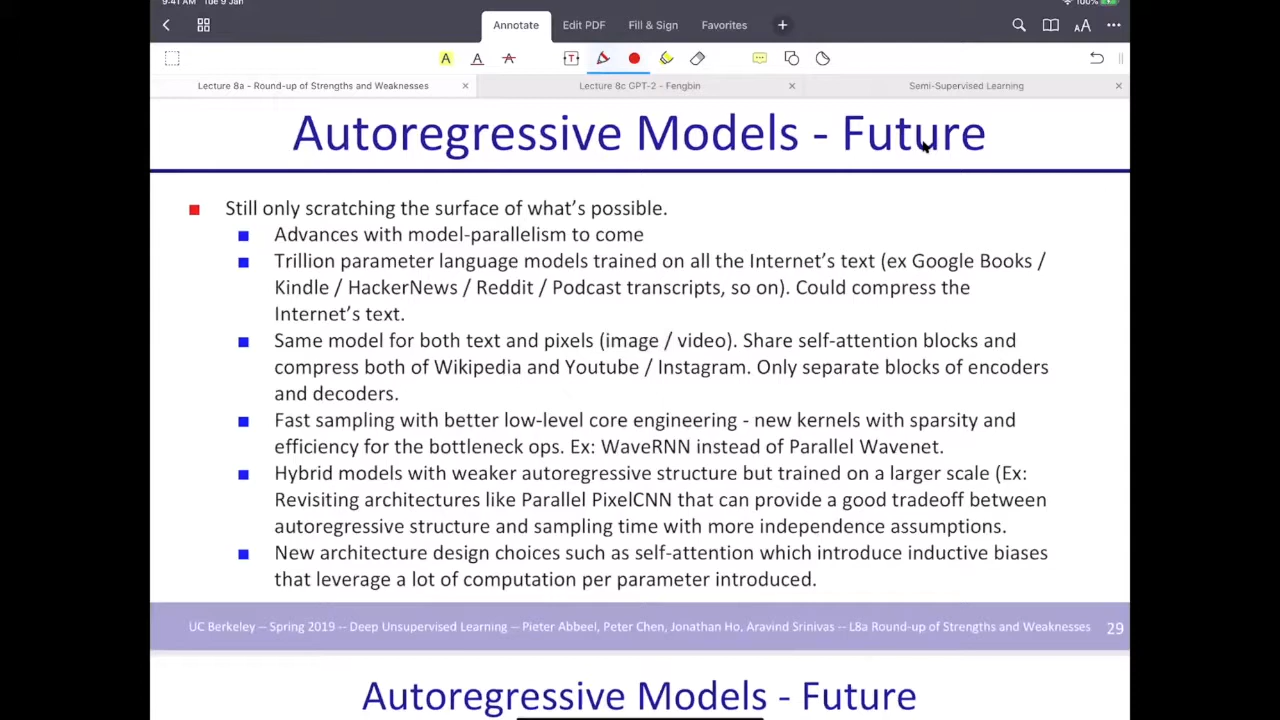 9:41 AM Tue 9 Jan
100%
Annotate Edit PDF Fill & Sign Favorites +
AA
A A A T
Lecture 8a - Round-up of Strengths and Weaknesses × Lecture 8c GPT-2 - Fengbin × Semi-Supervised Learning ×
Autoregressive Models - Future
Still only scratching the surface of what's possible.
Advances with model-parallelism to come
Trillion parameter language models trained on all the Internet's text (ex Google Books /
Kindle / HackerNews / Reddit / Podcast transcripts, so on). Could compress the
Internet's text.
Same model for both text and pixels (image / video). Share self-attention blocks and
compress both of Wikipedia and Youtube / Instagram. Only separate blocks of encoders
and decoders.
Fast sampling with better low-level core engineering - new kernels with sparsity and
efficiency for the bottleneck ops. Ex: WaveRNN instead of Parallel Wavenet.
Hybrid models with weaker autoregressive structure but trained on a larger scale (Ex:
Revisiting architectures like Parallel PixelCNN that can provide a good tradeoff between
autoregressive structure and sampling time with more independence assumptions.
New architecture design choices such as self-attention which introduce inductive biases
that leverage a lot of computation per parameter introduced.
UC Berkeley -- Spring 2019 -- Deep Unsupervised Learning -- Pieter Abbeel, Peter Chen, Jonathan Ho, Aravind Srinivas -- L8a Round-up of Strengths and Weaknesses 29
Autoregressive Models - Future